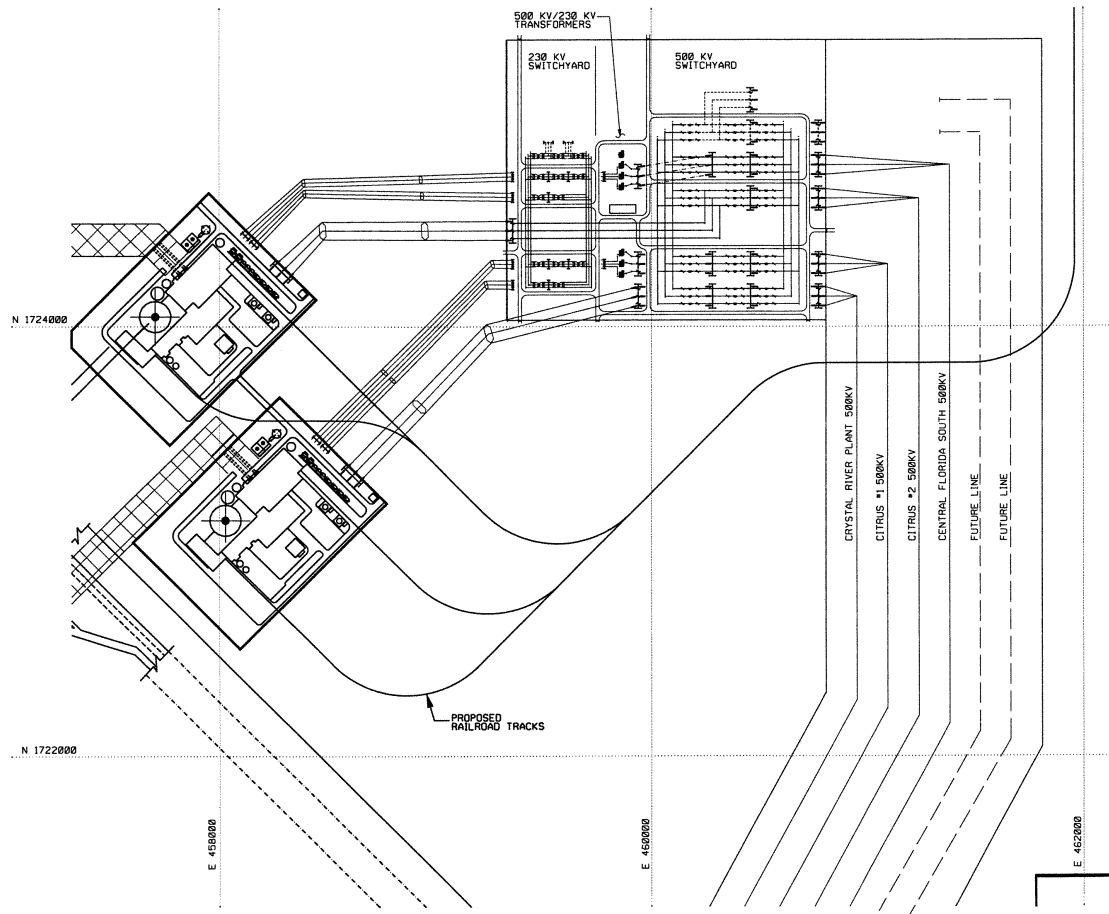 500 KV/230 KV
TRANSFORMERS
230 KV
SWITCHYARD
500 KV
SWITCHYARD
N 1724000
CRYSTAL RIVER PLANT 500KV
CITRUS #1 500KV
CITRUS #2 500KV
CENTRAL FLORIDA SOUTH 500KV
FUTURE LINE
FUTURE LINE
PROPOSED
RAILROAD TRACKS
N 1722000
E 458000
E 460000
E 462000